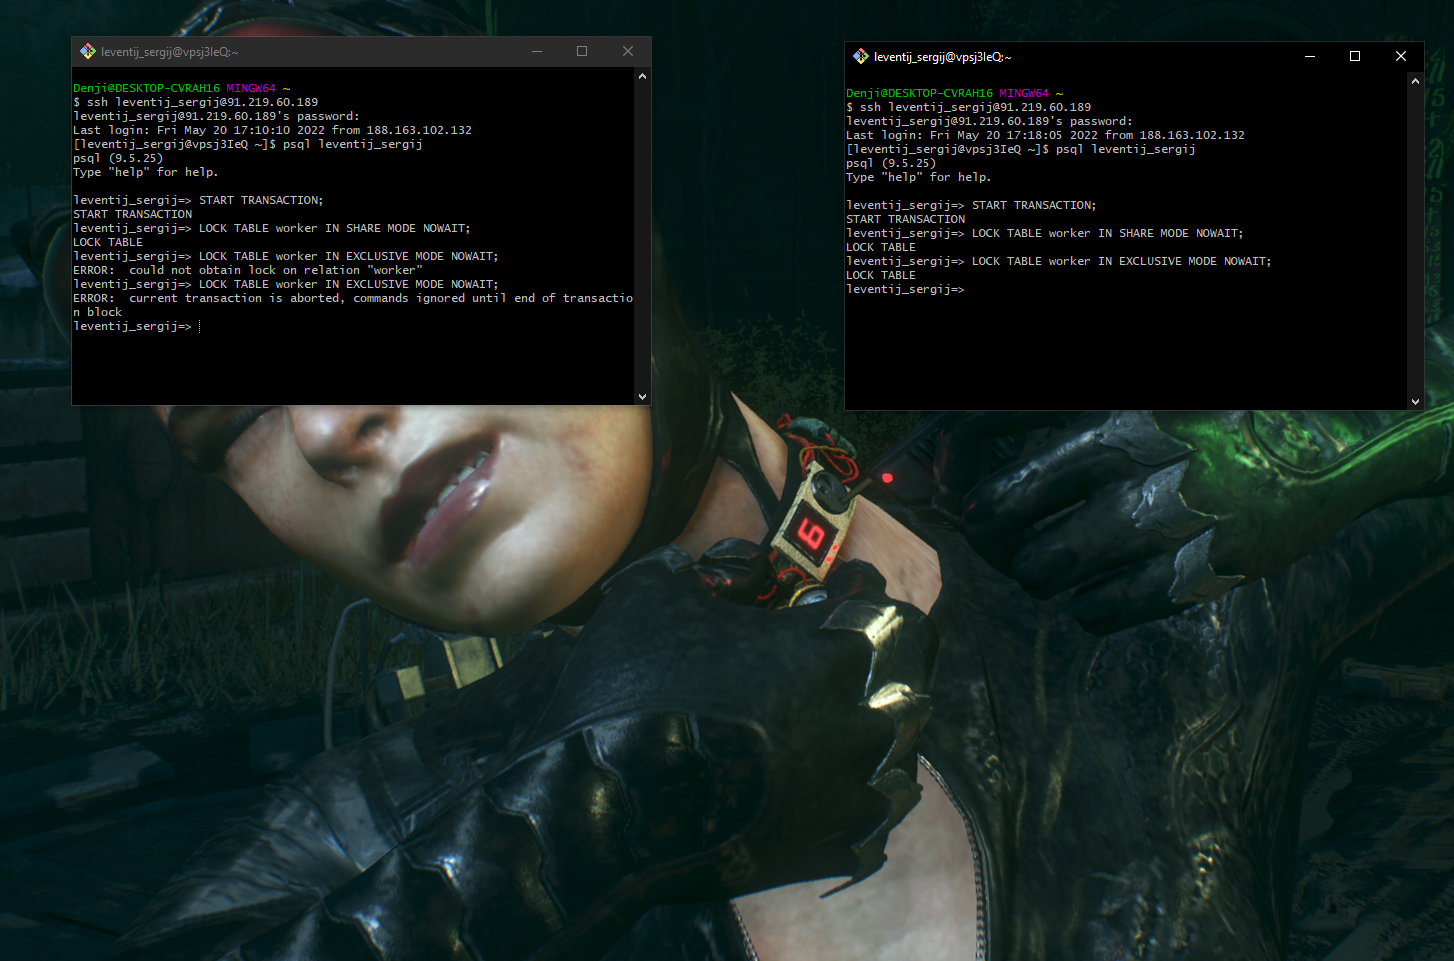 leventij_sergij@vpsj3IeQ:~
Denji@DESKTOP-CVRAH16 MINGW64 ~
$ ssh leventij_sergij@91.219.60.189
leventij_sergij@91.219.60.189's password:
Last login: Fri May 20 17:10:10 2022 from 188.163.102.132
[leventij_sergij@vpsj3IeQ ~]$ psql leventij_sergij
psql (9.5.25)
Type "help" for help.
leventij_sergij=> START TRANSACTION;
START TRANSACTION
leventij_sergij=> LOCK TABLE worker IN SHARE MODE NOWAIT;
LOCK TABLE
leventij_sergij=> LOCK TABLE worker IN EXCLUSIVE MODE NOWAIT;
ERROR:  could not obtain lock on relation "worker"
leventij_sergij=> LOCK TABLE worker IN EXCLUSIVE MODE NOWAIT;
ERROR:  current transaction is aborted, commands ignored until end of transactio
n block
leventij_sergij=>
leventij_sergij@vpsj3IeQ:~
Denji@DESKTOP-CVRAH16 MINGW64 ~
$ ssh leventij_sergij@91.219.60.189
leventij_sergij@91.219.60.189's password:
Last login: Fri May 20 17:18:05 2022 from 188.163.102.132
[leventij_sergij@vpsj3IeQ ~]$ psql leventij_sergij
psql (9.5.25)
Type "help" for help.
leventij_sergij=> START TRANSACTION;
START TRANSACTION
leventij_sergij=> LOCK TABLE worker IN SHARE MODE NOWAIT;
LOCK TABLE
leventij_sergij=> LOCK TABLE worker IN EXCLUSIVE MODE NOWAIT;
LOCK TABLE
leventij_sergij=>
6